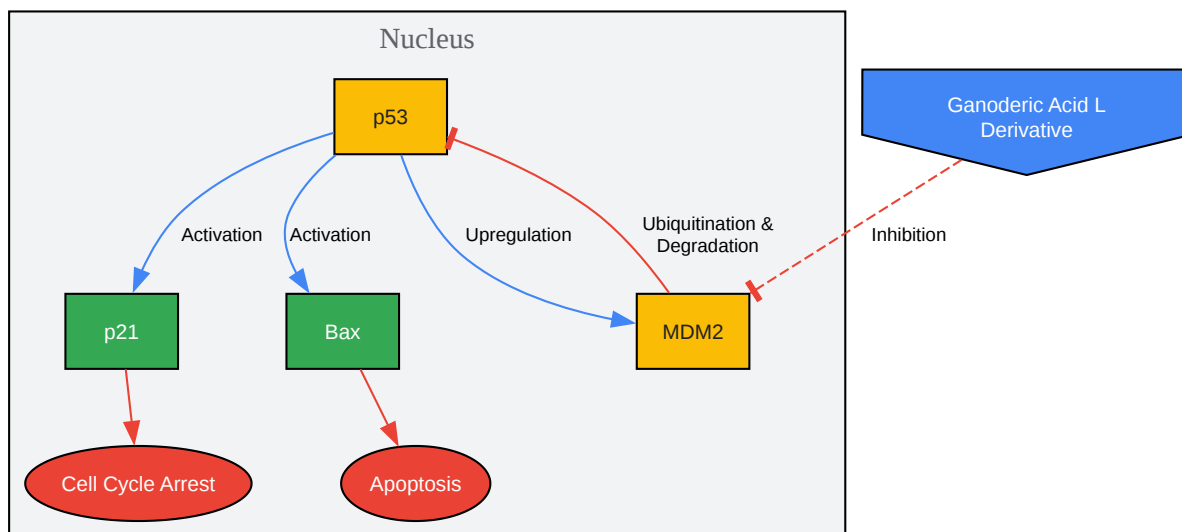 Nucleus
p53
Ganoderic Acid L
Derivative
Activation
Activation
Upregulation
Ubiquitination &
Degradation
Inhibition
p21
Bax
MDM2
Cell Cycle Arrest
Apoptosis